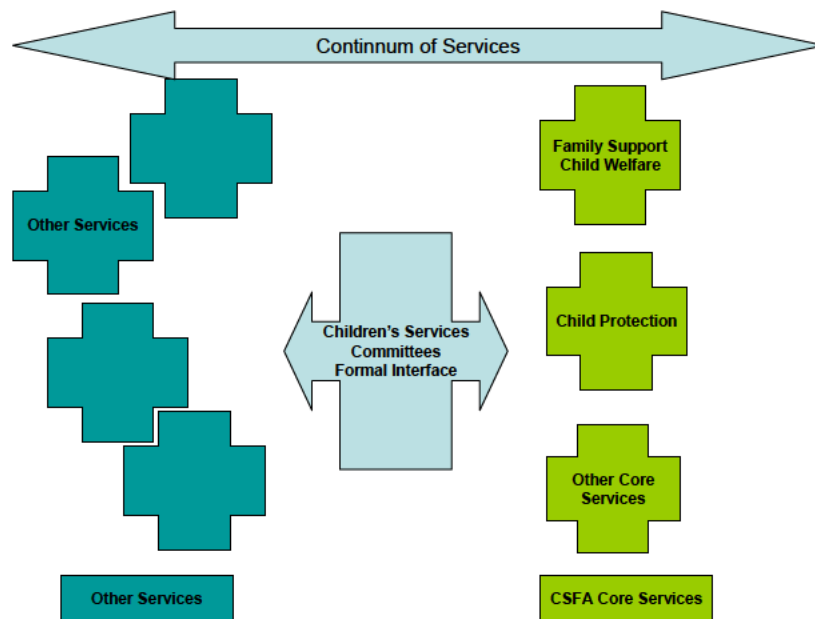 Continnum of Services
Family Support
Child Welfare
Other Services
Child Protection
Children's Services
Committees
Formal Interface
Other Core
Services
Other Services
CSFA Core Services